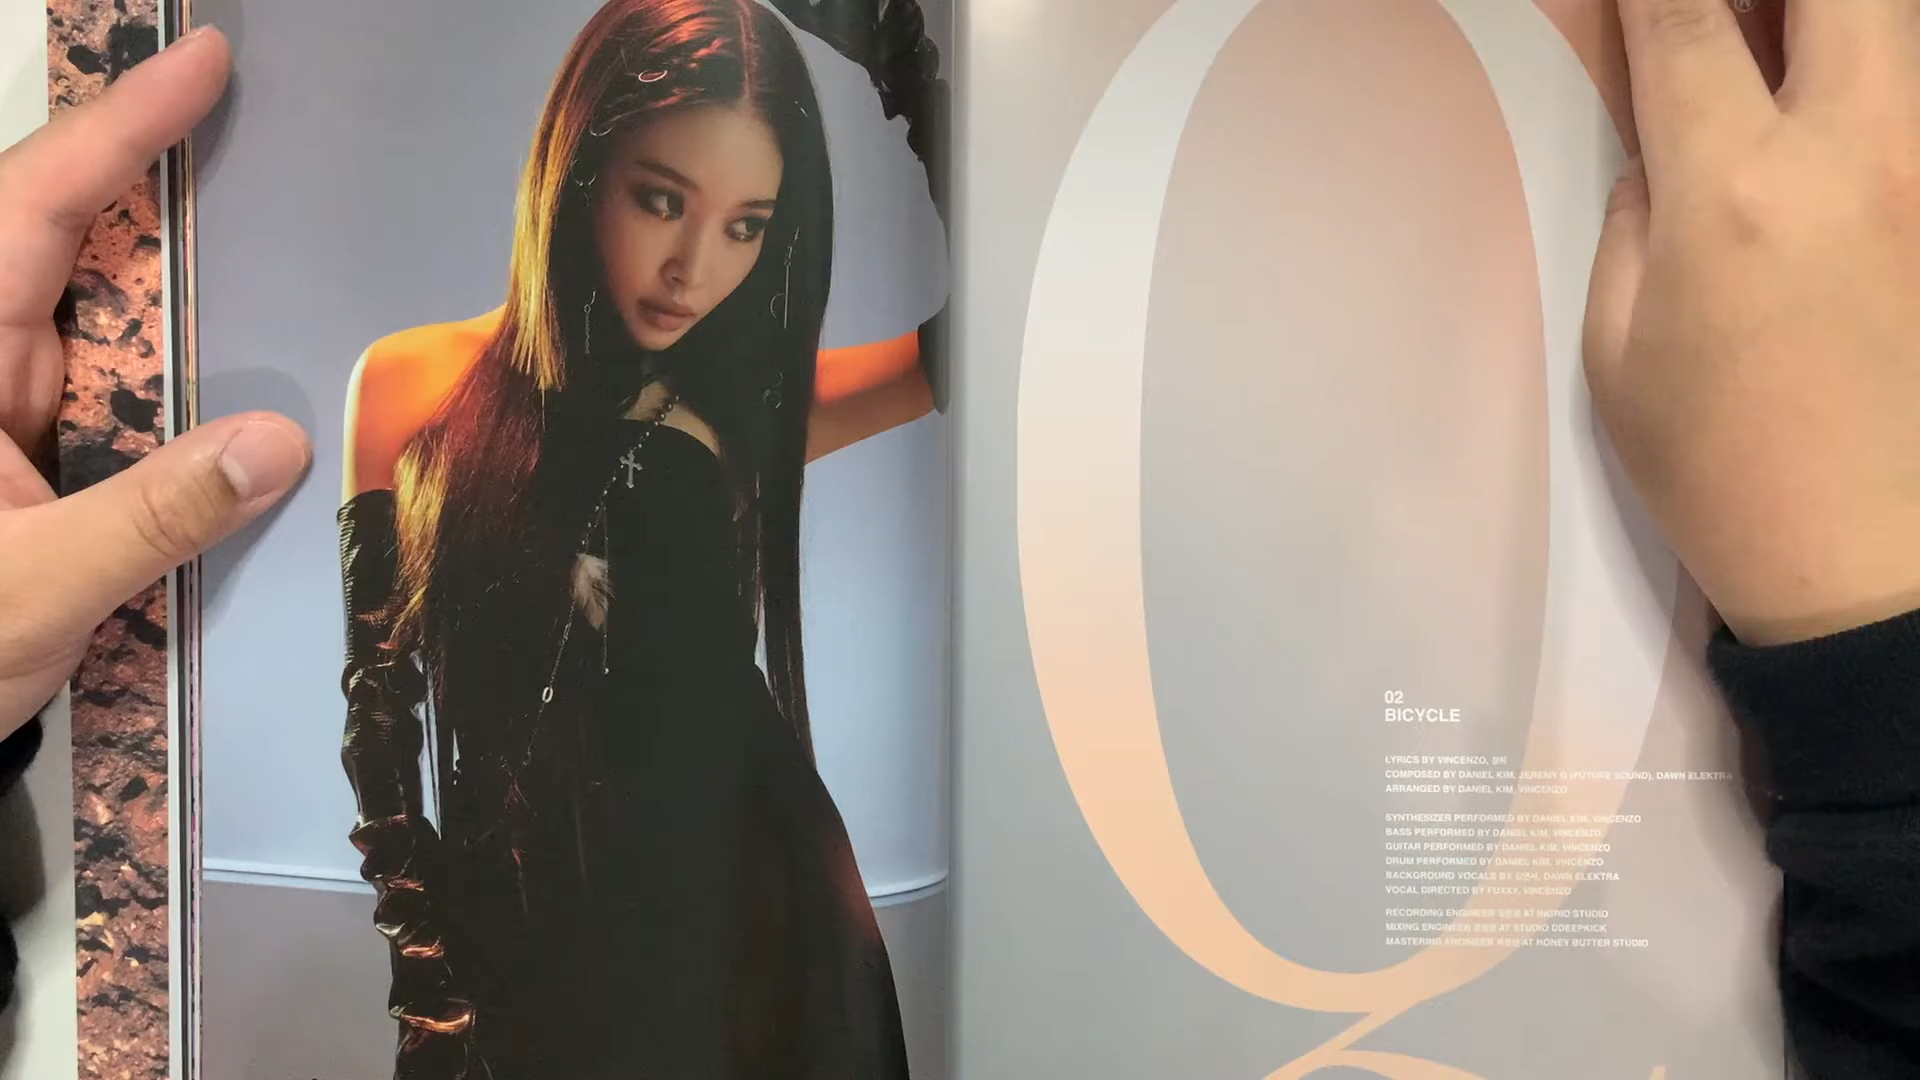 ®
Q
02
BICYCLE
LYRICS BY VINCENZO, 청하
COMPOSED BY DANIEL KIM, JEREMY G (FUTURE SOUND), DAWN ELEKTRA
ARRANGED BY DANIEL KIM, VINCENZO
SYNTHESIZER PERFORMED BY DANIEL KIM, VINCENZO
BASS PERFORMED BY DANIEL KIM, VINCENZO
GUITAR PERFORMED BY DANIEL KIM, VINCENZO
DRUM PERFORMED BY DANIEL KIM, VINCENZO
BACKGROUND VOCALS BY DAWN ELEKTRA
VOCAL DIRECTED BY FUXXY, VINCENZO
RECORDING ENGINEER AT INGRID STUDIO
MIXING ENGINEER AT STUDIO DDEEPKICK
MASTERING ENGINEER AT HONEY BUTTER STUDIO